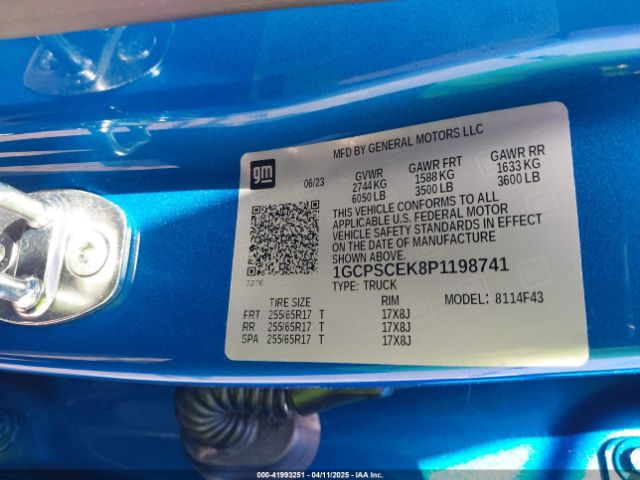 MFD BY GENERAL MOTORS LLC
gm
06/23
GVWR GAWR FRT GAWR RR
2744 KG 1588 KG 1633 KG
6050 LB 3500 LB 3600 LB
THIS VEHICLE CONFORMS TO ALL
APPLICABLE U.S. FEDERAL MOTOR
VEHICLE SAFETY STANDARDS IN EFFECT
ON THE DATE OF MANUFACTURE
SHOWN ABOVE.
1GCPSCEK8P1198741
TYPE: TRUCK
327E
TIRE SIZE RIM MODEL: 8114F43
FRT 255/65R17 T 17X8J
RR 255/65R17 T 17X8J
SPA 255/65R17 T 17X8J
000-41993251 - 04/11/2025 - IAA Inc.